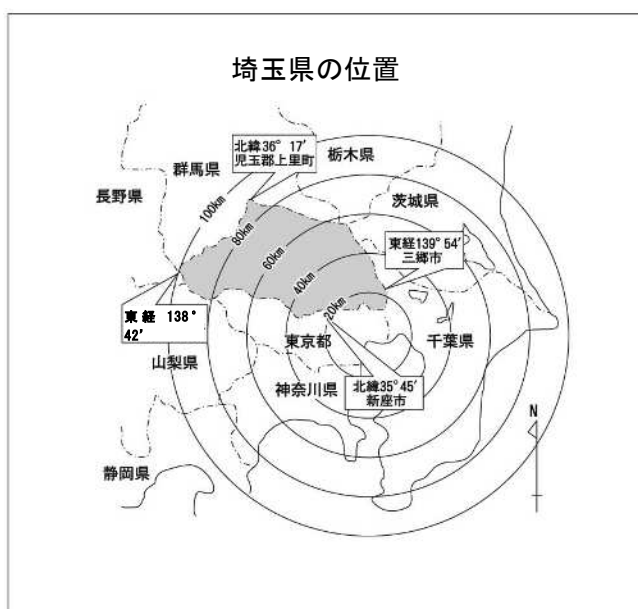 埼玉県の位置
北緯36° 17′
児玉郡上里町
栃木県
群馬県
長野県
茨城県
100km
80km
60km
40km
20km
東経139° 54′
三郷市
東経 138°
42′
東京都
千葉県
山梨県
神奈川県
北緯35°45′
新座市
静岡県
N